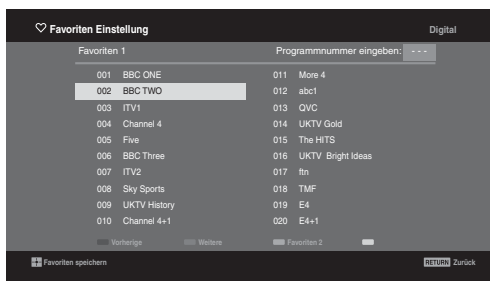 Favoriten Einstellung Digital
Favoriten 1 Programmnummer eingeben: - - -
001 BBC ONE 011 More 4
002 BBC TWO 012 abc1
003 ITV1 013 QVC
004 Channel 4 014 UKTV Gold
005 Five 015 The HITS
006 BBC Three 016 UKTV Bright Ideas
007 ITV2 017 ftn
008 Sky Sports 018 TMF
009 UKTV History 019 E4
010 Channel 4+1 020 E4+1
Vorherige Weitere Favoriten 2
Favoriten speichern RETURN Zurück